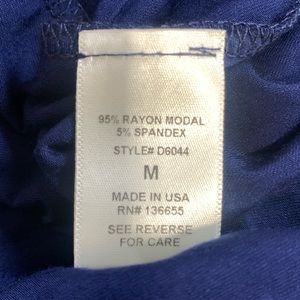 95% RAYON MODAL
5% SPANDEX
STYLE# D6044
M
MADE IN USA
RN# 136655
SEE REVERSE
FOR CARE